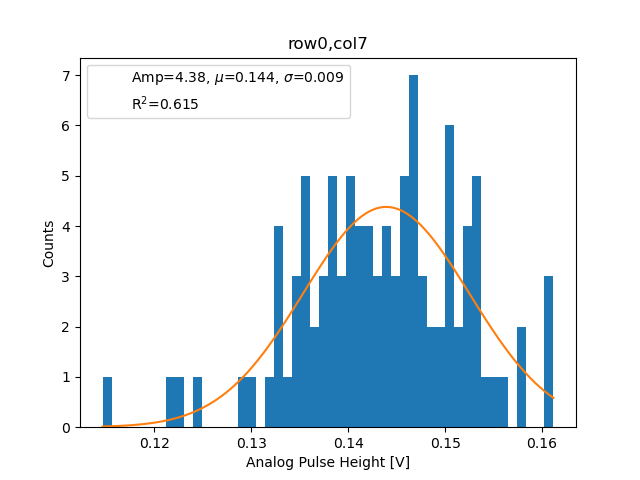 row0,col7
Amp=4.38, μ=0.144, σ=0.009
R²=0.615
7
6
5
4
3
2
1
0
Counts
0.12 0.13 0.14 0.15 0.16
Analog Pulse Height [V]